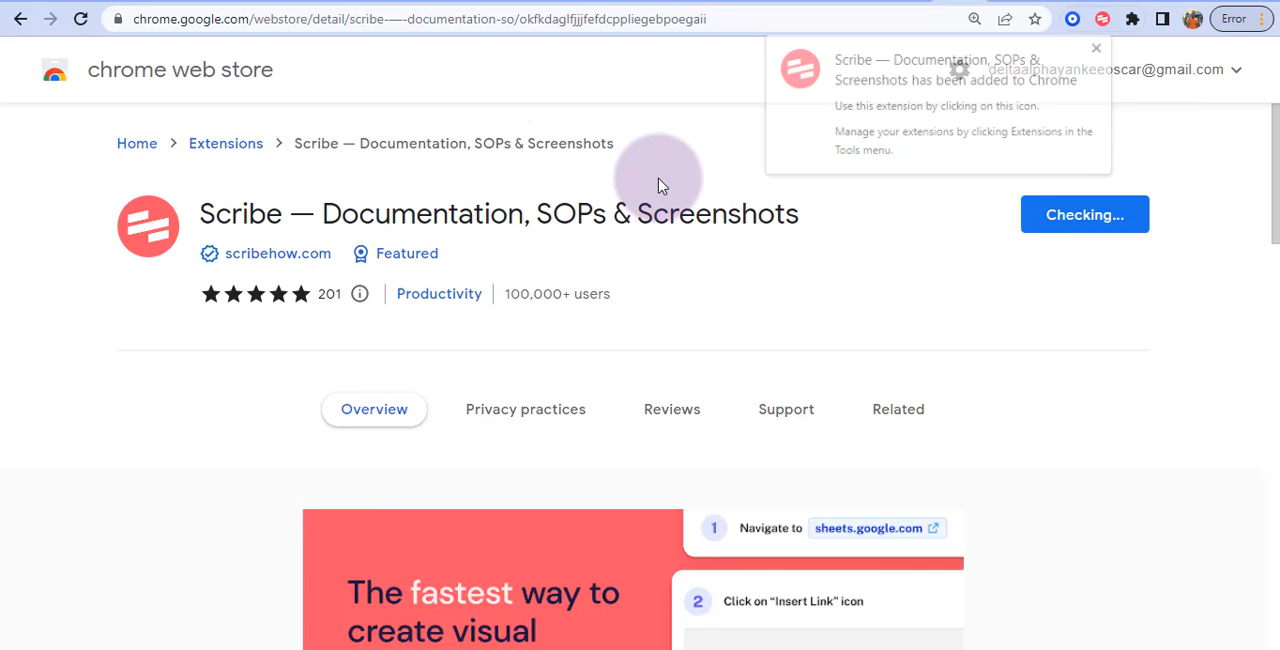 chrome.google.com/webstore/detail/scribe-—-documentation-so/okfkdaglfjjjfefdcppliegebpoegaii
Error
chrome web store
Scribe — Documentation, SOPs &
Screenshots has been added to Chrome
Use this extension by clicking on this icon.
Manage your extensions by clicking Extensions in the
Tools menu.
deltaalphayankeeoscar@gmail.com
Home > Extensions > Scribe — Documentation, SOPs & Screenshots
Scribe — Documentation, SOPs & Screenshots
Checking...
scribehow.com Featured
201 Productivity 100,000+ users
Overview Privacy practices Reviews Support Related
The fastest way to
create visual
1 Navigate to sheets.google.com
2 Click on “Insert Link” icon